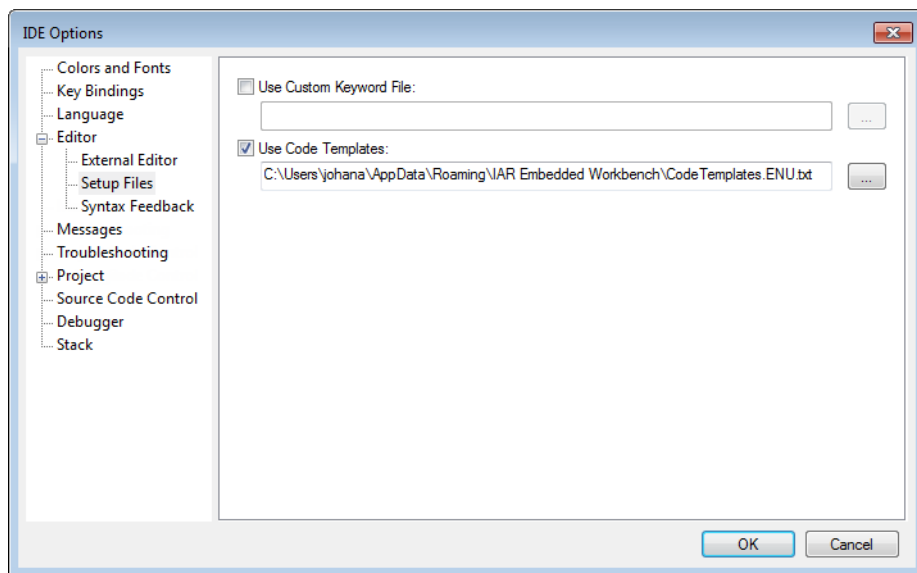 IDE Options
Colors and Fonts
Key Bindings
Language
Editor
External Editor
Setup Files
Syntax Feedback
Messages
Troubleshooting
Project
Source Code Control
Debugger
Stack
Use Custom Keyword File:
...
Use Code Templates:
C:\Users\johana\AppData\Roaming\IAR Embedded Workbench\CodeTemplates.ENU.txt
...
OK
Cancel